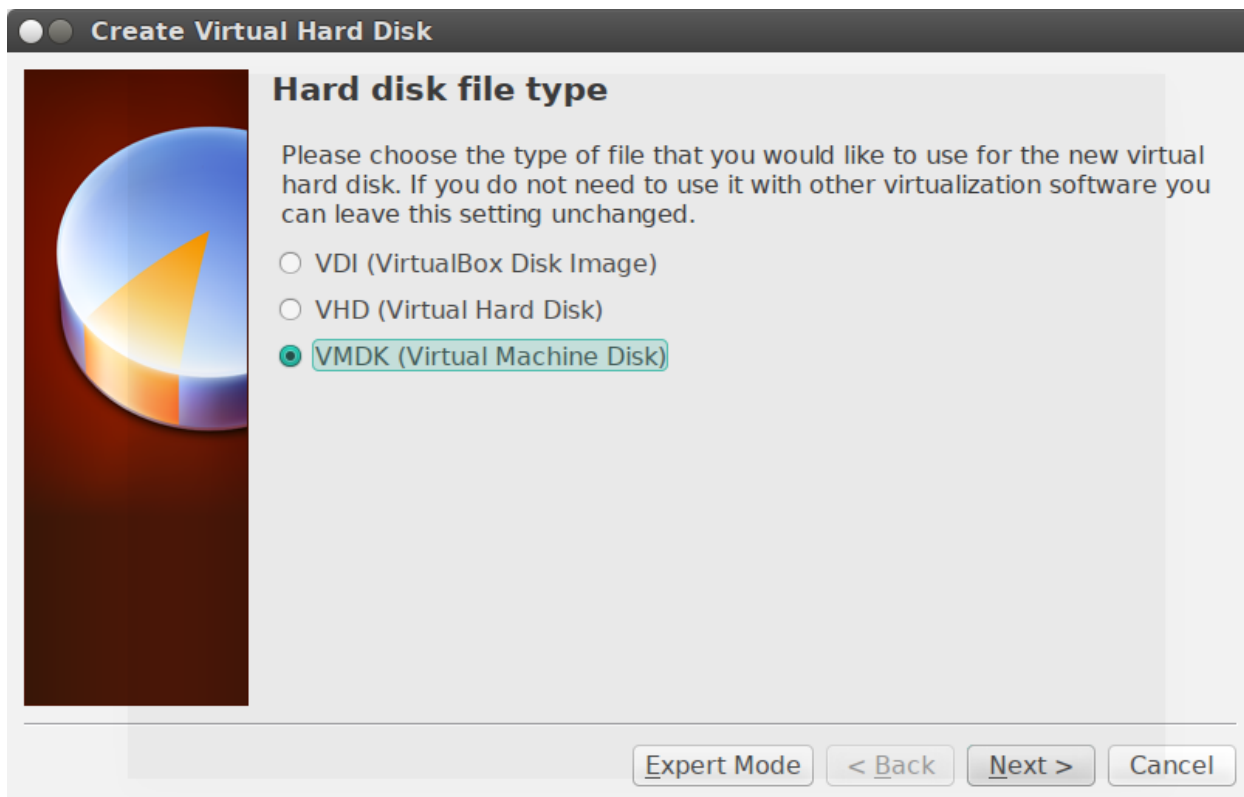 Create Virtual Hard Disk
Hard disk file type
Please choose the type of file that you would like to use for the new virtual
hard disk. If you do not need to use it with other virtualization software you
can leave this setting unchanged.
VDI (VirtualBox Disk Image)
VHD (Virtual Hard Disk)
VMDK (Virtual Machine Disk)
Expert Mode < Back Next > Cancel